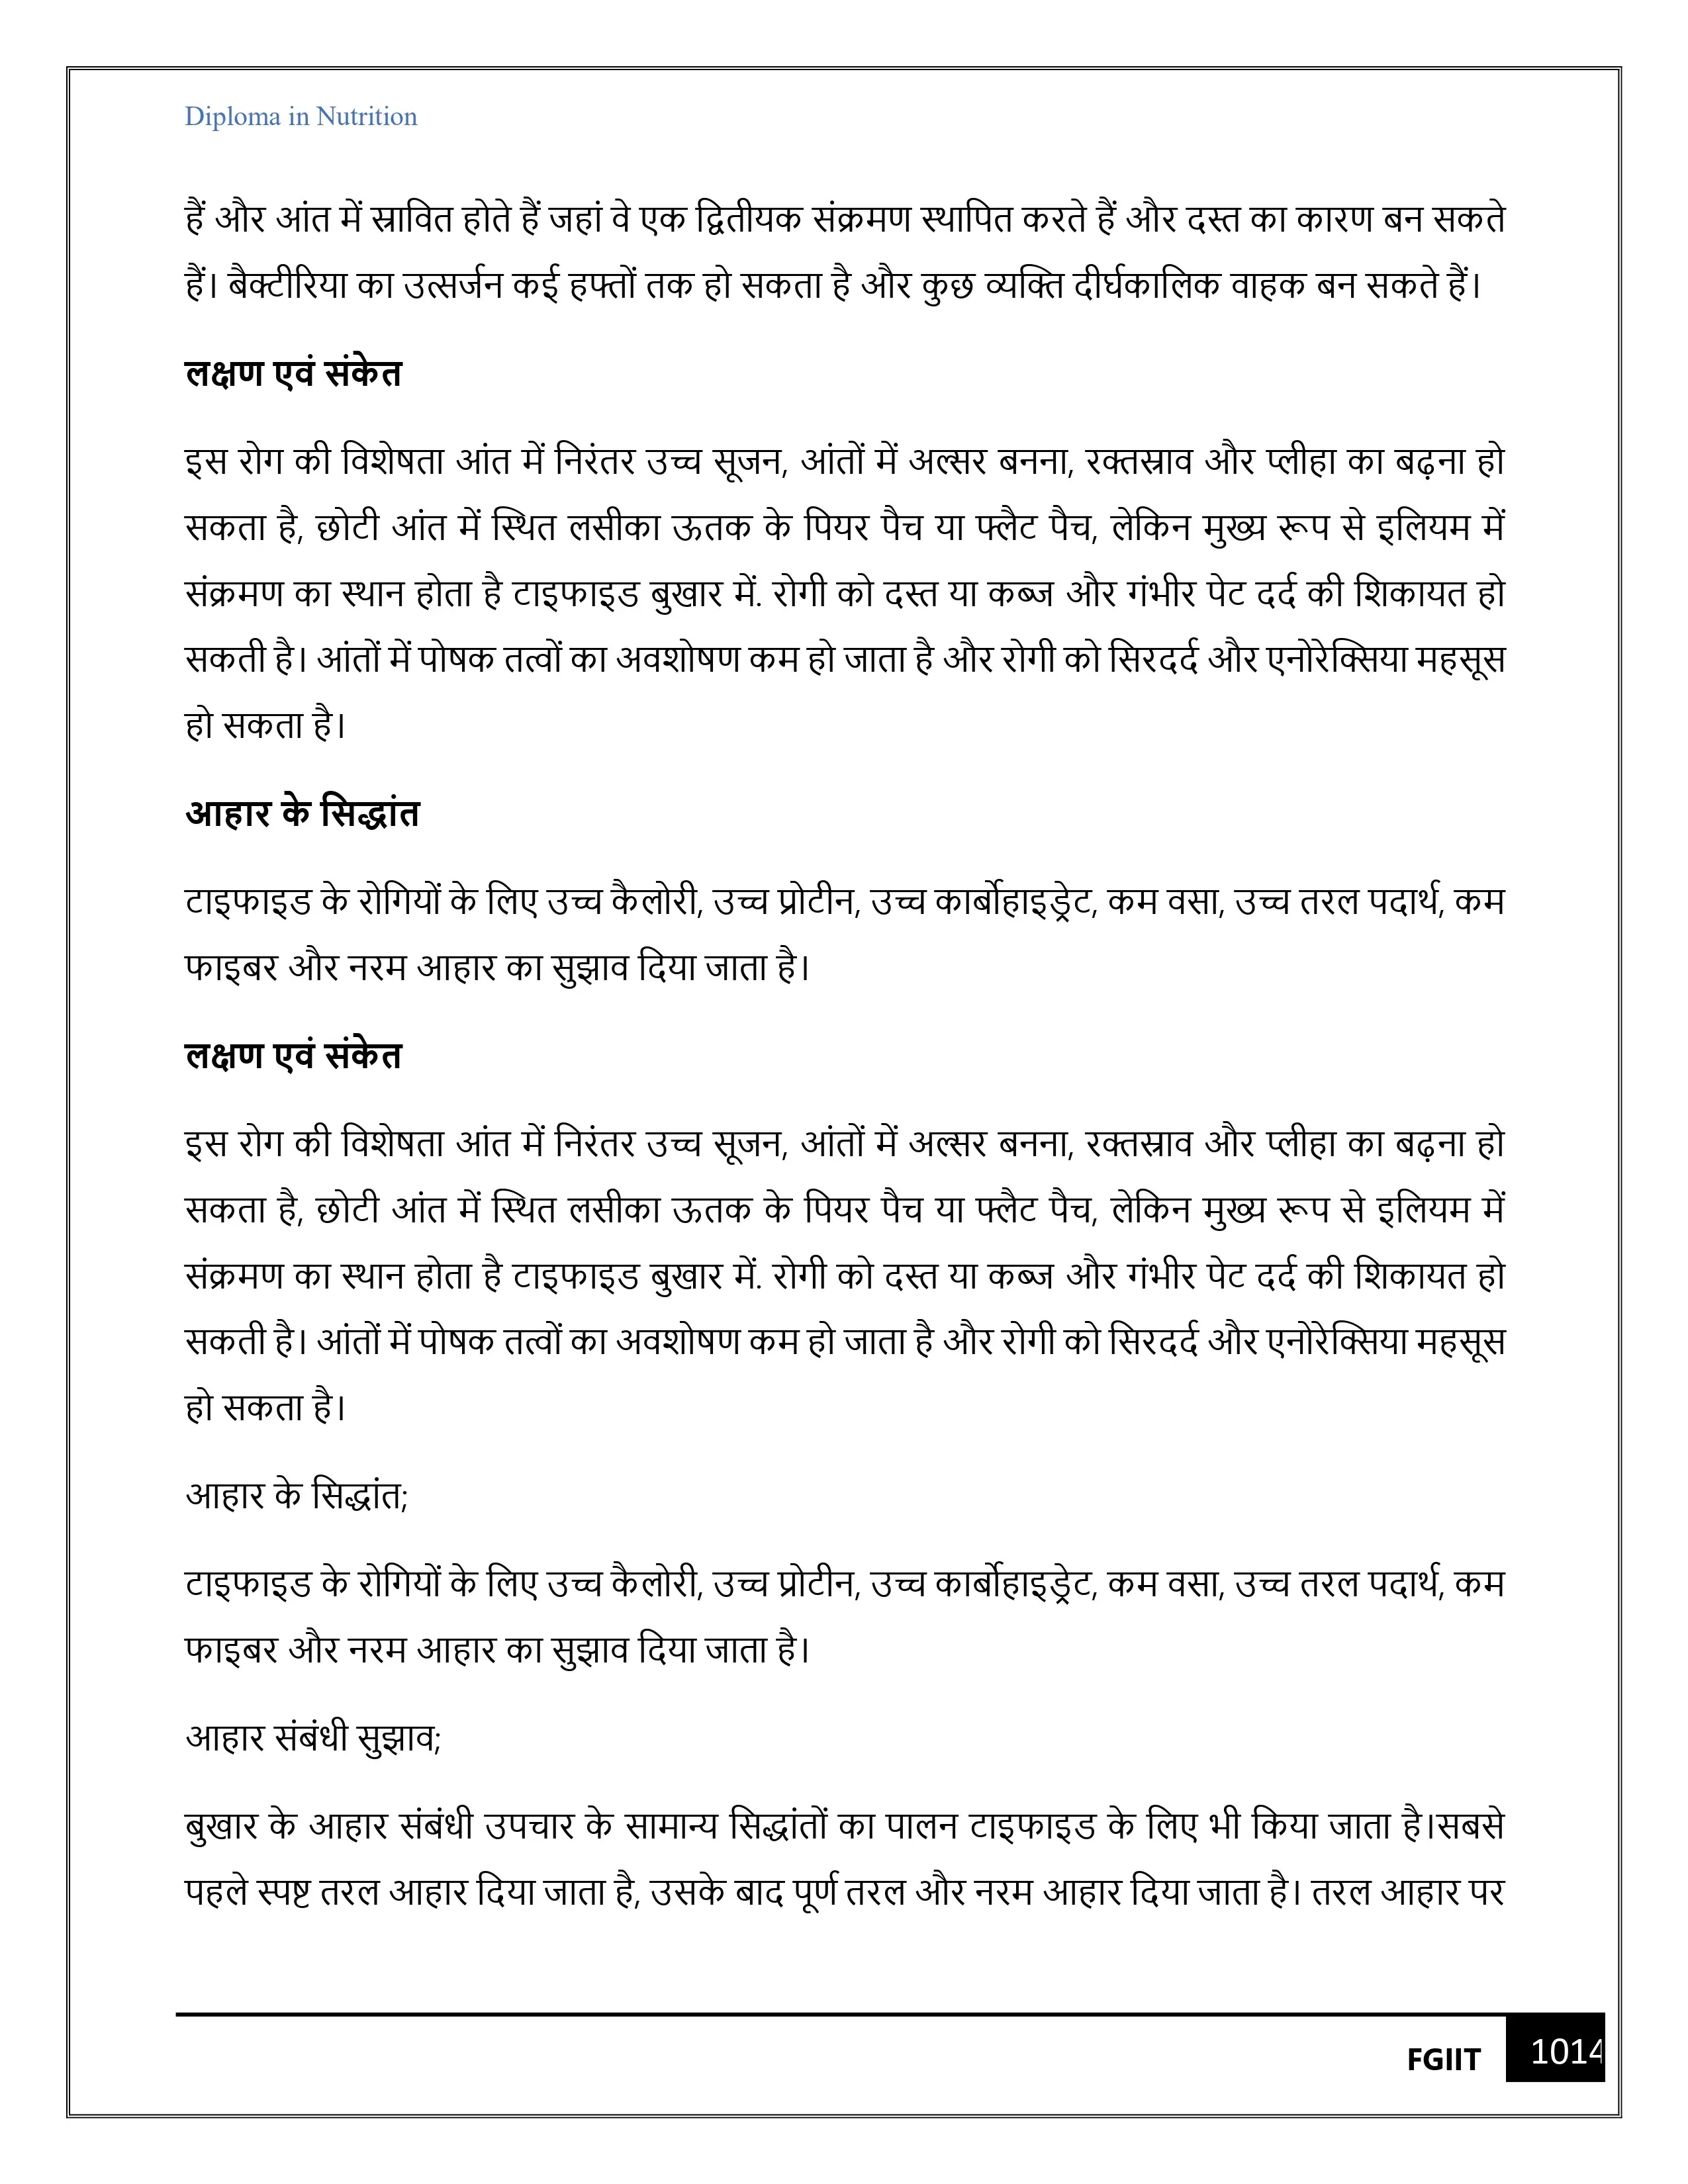 Diploma in Nutrition
हैं और आंत में स्रावित होते हैं जहां वे एक द्वितीयक संक्रमण स्थापित करते हैं और दस्त का कारण बन सकते
हैं। बैक्टीरिया का उत्सर्जन कई हफ्तों तक हो सकता है और कुछ व्यक्ति दीर्घकालिक वाहक बन सकते हैं।
लक्षण एवं संकेत
इस रोग की विशेषता आंत में निरंतर उच्च सूजन, आंतों में अल्सर बनना, रक्तस्राव और प्लीहा का बढ़ना हो
सकता है, छोटी आंत में स्थित लसीका ऊतक के पियर पैच या फ्लैट पैच, लेकिन मुख्य रूप से इलियम में
संक्रमण का स्थान होता है टाइफाइड बुखार में. रोगी को दस्त या कब्ज और गंभीर पेट दर्द की शिकायत हो
सकती है। आंतों में पोषक तत्वों का अवशोषण कम हो जाता है और रोगी को सिरदर्द और एनोरेक्सिया महसूस
हो सकता है।
आहार के सिद्धांत
टाइफाइड के रोगियों के लिए उच्च कैलोरी, उच्च प्रोटीन, उच्च कार्बोहाइड्रेट, कम वसा, उच्च तरल पदार्थ, कम
फाइबर और नरम आहार का सुझाव दिया जाता है।
लक्षण एवं संकेत
इस रोग की विशेषता आंत में निरंतर उच्च सूजन, आंतों में अल्सर बनना, रक्तस्राव और प्लीहा का बढ़ना हो
सकता है, छोटी आंत में स्थित लसीका ऊतक के पियर पैच या फ्लैट पैच, लेकिन मुख्य रूप से इलियम में
संक्रमण का स्थान होता है टाइफाइड बुखार में. रोगी को दस्त या कब्ज और गंभीर पेट दर्द की शिकायत हो
सकती है। आंतों में पोषक तत्वों का अवशोषण कम हो जाता है और रोगी को सिरदर्द और एनोरेक्सिया महसूस
हो सकता है।
आहार के सिद्धांत;
टाइफाइड के रोगियों के लिए उच्च कैलोरी, उच्च प्रोटीन, उच्च कार्बोहाइड्रेट, कम वसा, उच्च तरल पदार्थ, कम
फाइबर और नरम आहार का सुझाव दिया जाता है।
आहार संबंधी सुझाव;
बुखार के आहार संबंधी उपचार के सामान्य सिद्धांतों का पालन टाइफाइड के लिए भी किया जाता है।सबसे
पहले स्पष्ट तरल आहार दिया जाता है, उसके बाद पूर्ण तरल और नरम आहार दिया जाता है। तरल आहार पर
FGIIT 1014